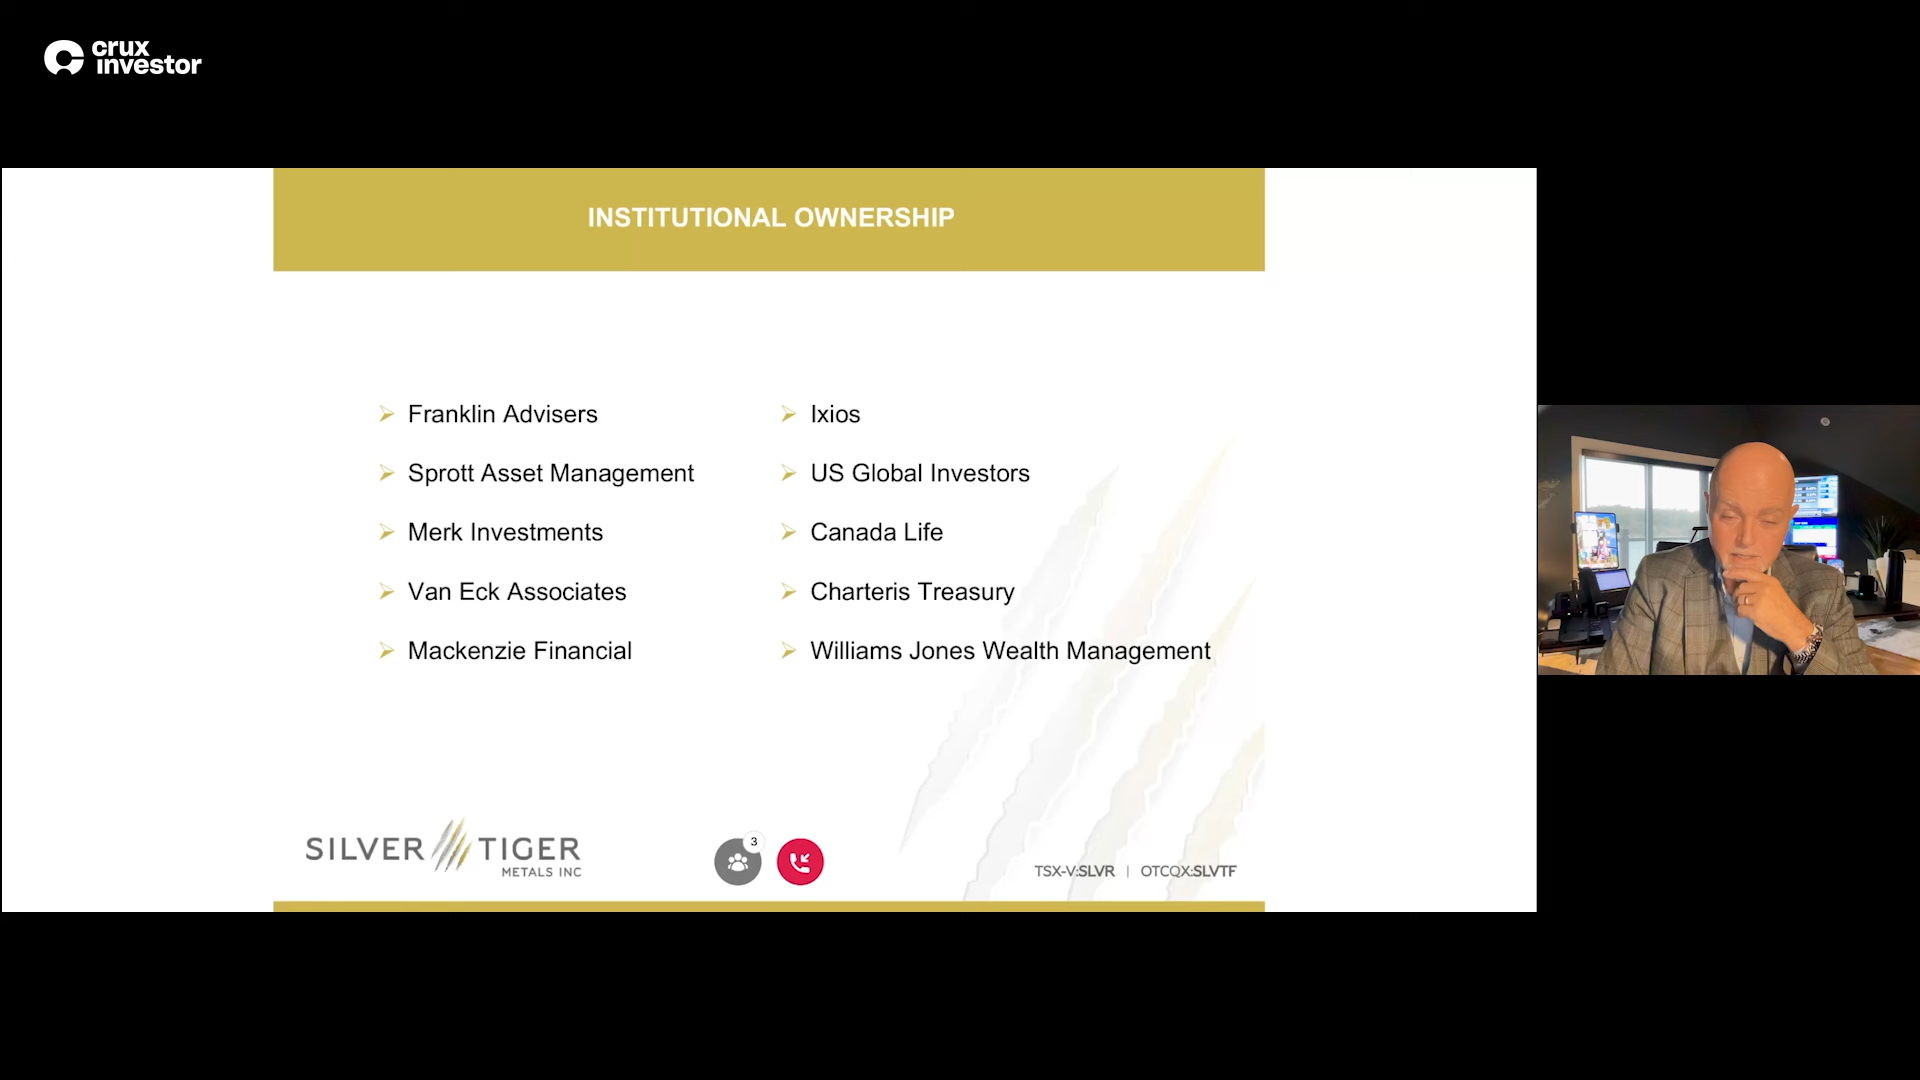 crux
investor
INSTITUTIONAL OWNERSHIP
Franklin Advisers
Sprott Asset Management
Merk Investments
Van Eck Associates
Mackenzie Financial
Ixios
US Global Investors
Canada Life
Charteris Treasury
Williams Jones Wealth Management
SILVER TIGER
METALS INC
3
TSX-V:SLVR | OTCQX:SLVTF